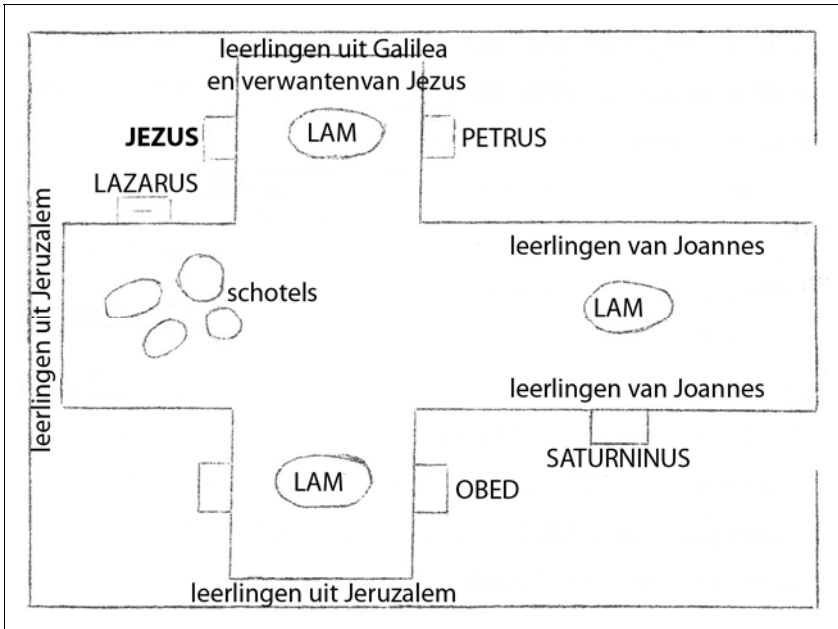 leerlingen uit Galilea
en verwantenvan Jezus
JEZUS
LAM
PETRUS
LAZARUS
leerlingen uit Jeruzalem
leerlingen van Joannes
schotels
LAM
leerlingen van Joannes
SATURNINUS
LAM
OBED
leerlingen uit Jeruzalem